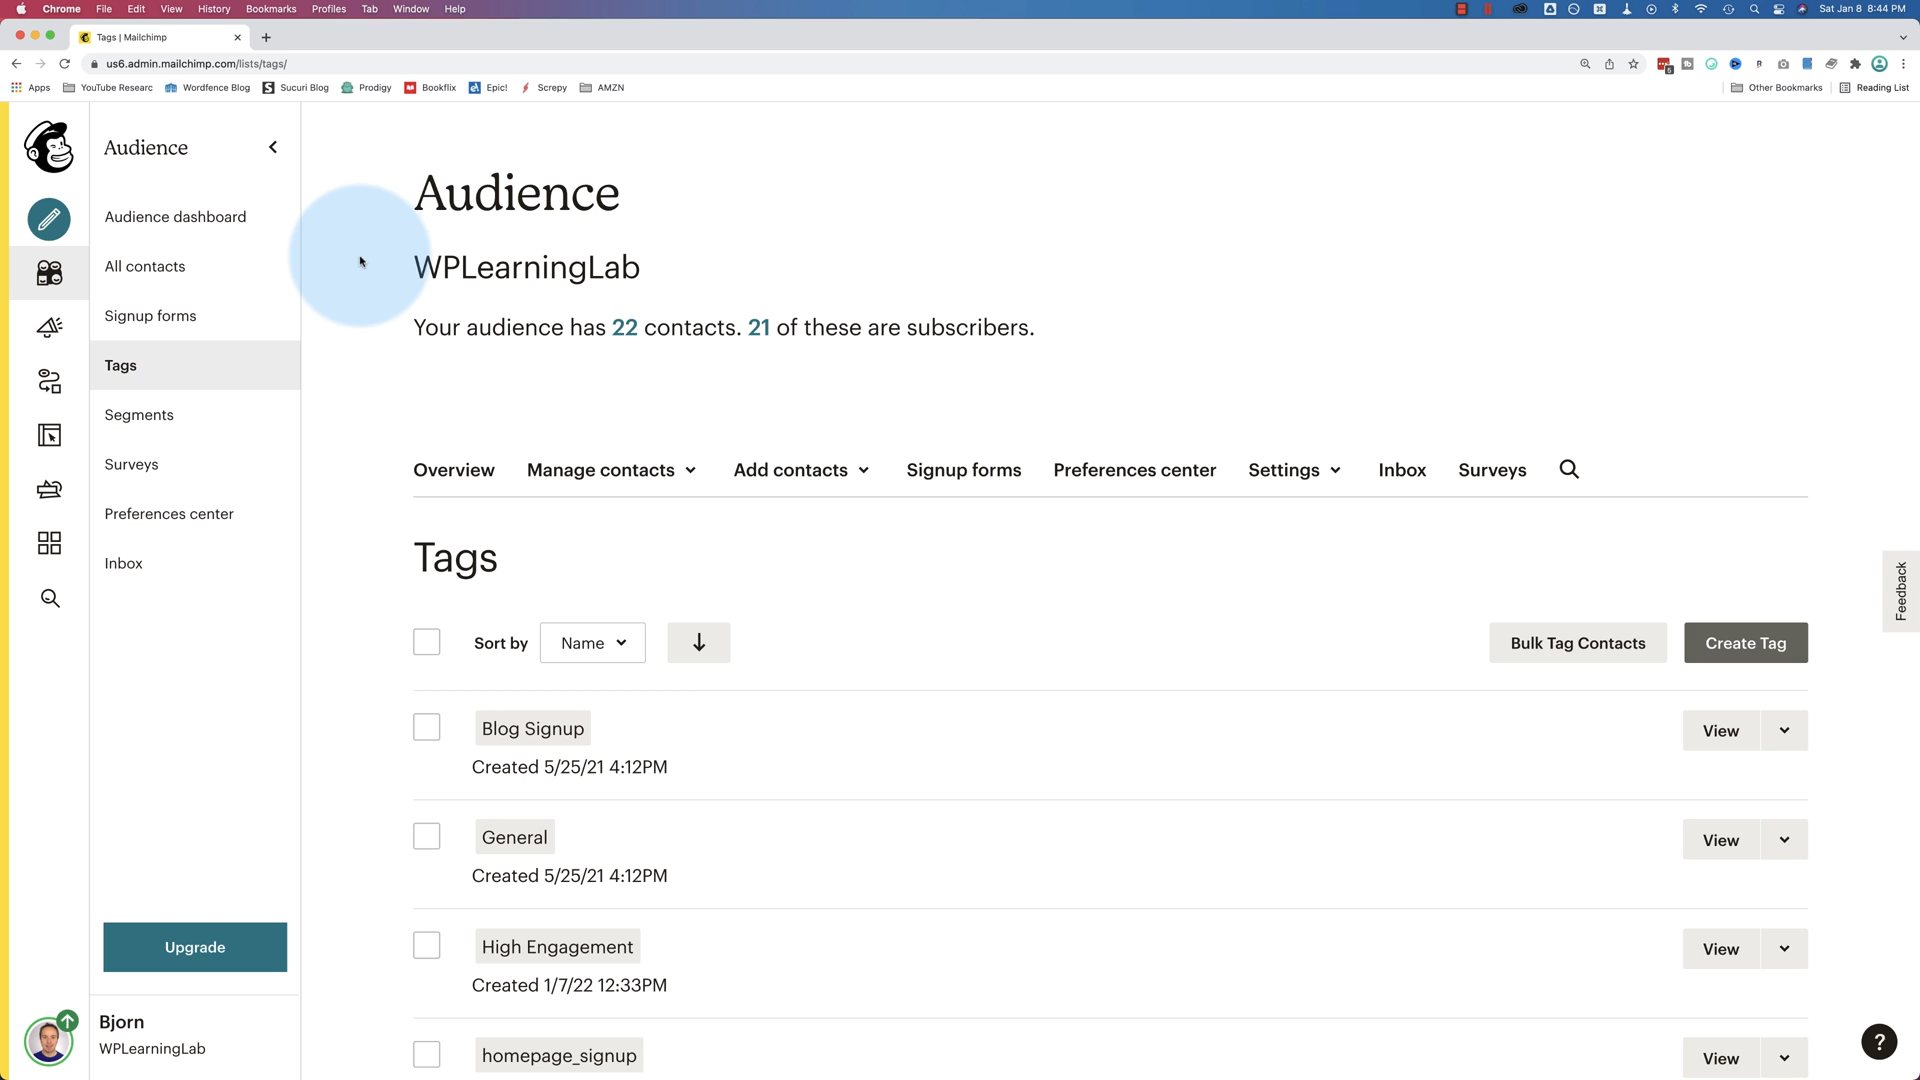 Chrome File Edit View History Bookmarks Profiles Tab Window Help
Sat Jan 8 8:44 PM
Tags | Mailchimp
us6.admin.mailchimp.com/lists/tags/
5
Apps YouTube Researc Wordfence Blog Sucuri Blog Prodigy Bookflix Epic! Screpy AMZN Other Bookmarks Reading List
Audience
Audience dashboard
All contacts
Signup forms
Tags
Segments
Surveys
Preferences center
Inbox
Upgrade
Bjorn
WPLearningLab
Audience
WPLearningLab
Your audience has 22 contacts. 21 of these are subscribers.
Overview Manage contacts Add contacts Signup forms Preferences center Settings Inbox Surveys
Tags
Sort by Name Bulk Tag Contacts Create Tag
Blog Signup View
Created 5/25/21 4:12PM
General View
Created 5/25/21 4:12PM
High Engagement View
Created 1/7/22 12:33PM
homepage_signup View
Feedback
?